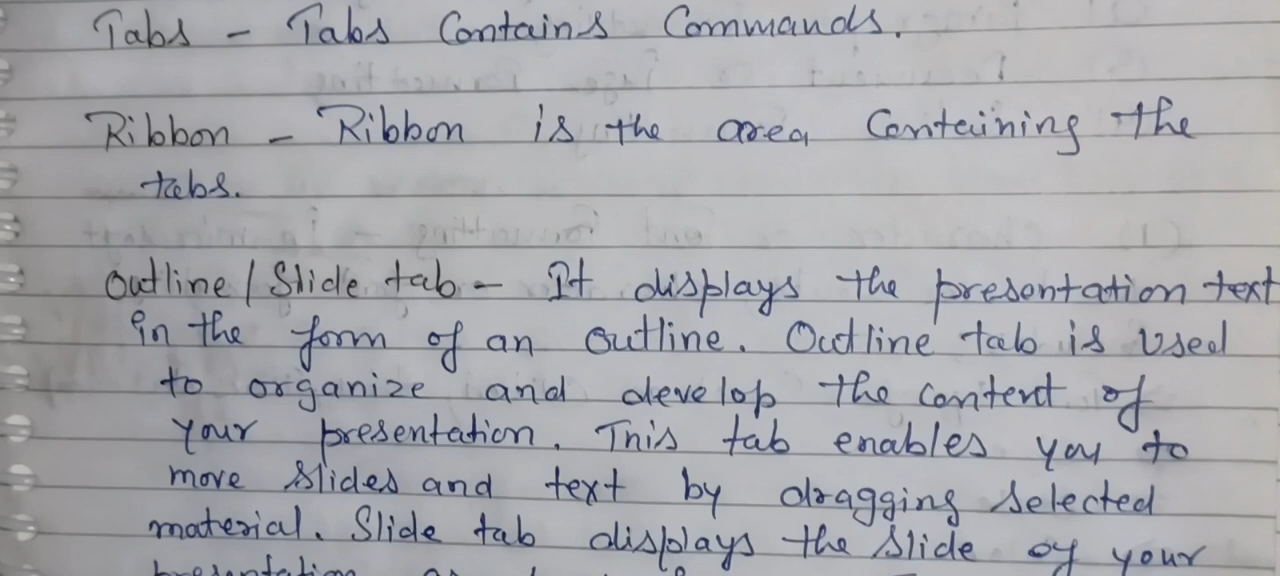 Tabs - Tabs Contains Commands.
Ribbon - Ribbon is the area Containing the
tabs.
Outline / Slide tab - It displays the presentation text
in the form of an outline. Outline tab is used
to organize and develop the content of
your presentation. This tab enables you to
move slides and text by dragging selected
material. Slide tab displays the slide of your
presentation